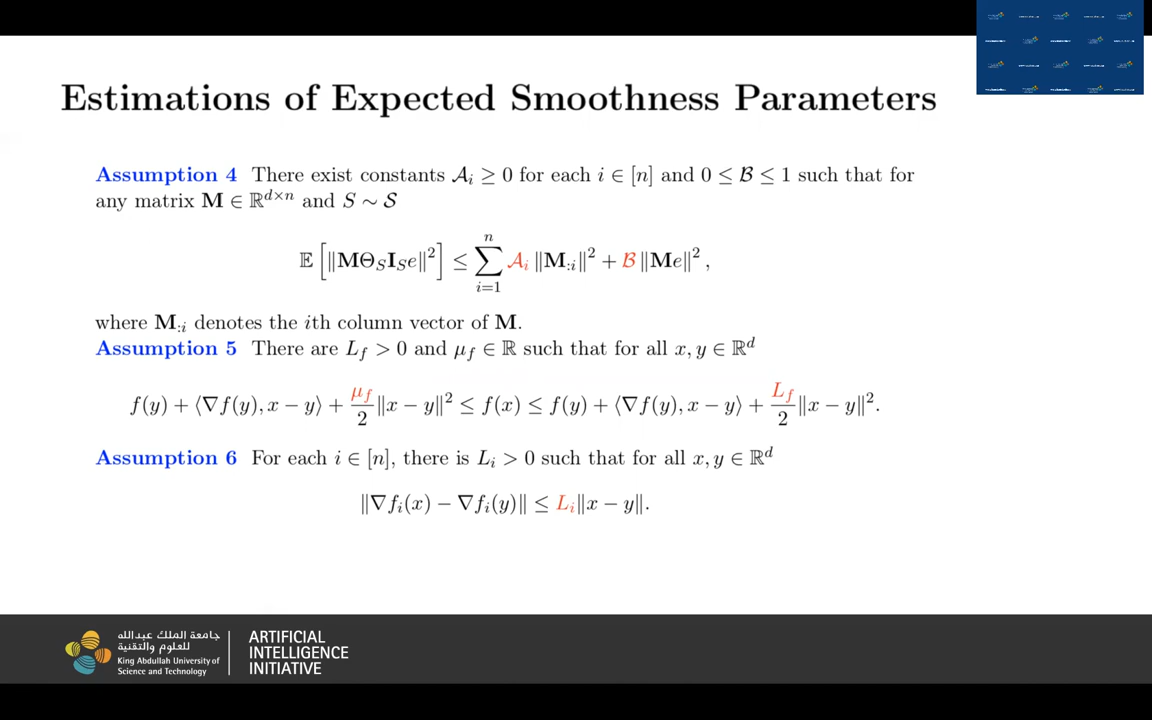 Estimations of Expected Smoothness Parameters
Assumption 4 There exist constants 𝒜ᵢ ≥ 0 for each i ∈ [n] and 0 ≤ ℬ ≤ 1 such that for
any matrix M ∈ ℝ^{d×n} and S ∼ 𝒮
𝔼[‖MΘ_S I_S e‖²] ≤ ∑_{i=1}^{n} 𝒜ᵢ ‖M_{:i}‖² + ℬ ‖Me‖² ,
where M_{:i} denotes the ith column vector of M.
Assumption 5 There are L_f > 0 and μ_f ∈ ℝ such that for all x, y ∈ ℝ^d
f(y) + ⟨∇f(y), x − y⟩ + μ_f/2 ‖x − y‖² ≤ f(x) ≤ f(y) + ⟨∇f(y), x − y⟩ + L_f/2 ‖x − y‖².
Assumption 6 For each i ∈ [n], there is Lᵢ > 0 such that for all x, y ∈ ℝ^d
‖∇fᵢ(x) − ∇fᵢ(y)‖ ≤ Lᵢ‖x − y‖.
جامعة الملك عبدالله
للعلوم والتقنية
King Abdullah University of
Science and Technology
ARTIFICIAL
INTELLIGENCE
INITIATIVE